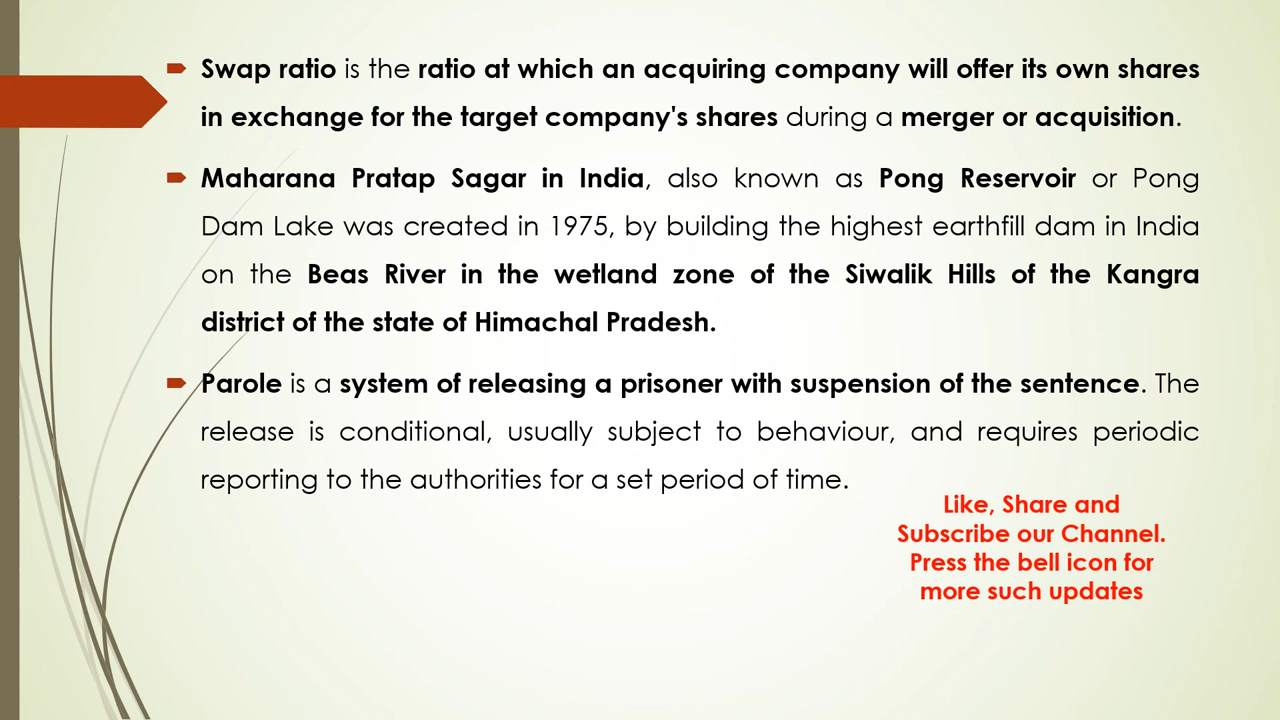 Swap ratio is the ratio at which an acquiring company will offer its own shares
in exchange for the target company's shares during a merger or acquisition.
Maharana Pratap Sagar in India, also known as Pong Reservoir or Pong
Dam Lake was created in 1975, by building the highest earthfill dam in India
on the Beas River in the wetland zone of the Siwalik Hills of the Kangra
district of the state of Himachal Pradesh.
Parole is a system of releasing a prisoner with suspension of the sentence. The
release is conditional, usually subject to behaviour, and requires periodic
reporting to the authorities for a set period of time.
Like, Share and
Subscribe our Channel.
Press the bell icon for
more such updates